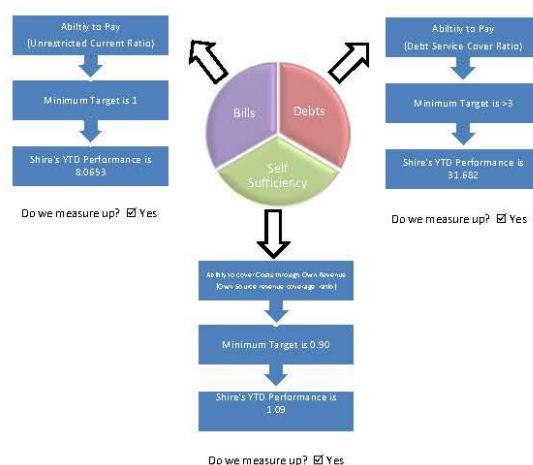 Abiltiy to Pay
(Unrestricted Current Ratio)
Minimum Target is 1
Shire's YTD Performance is
8.0653
Do we measure up? ☑ Yes
Bills
Debts
Self
Sufficiency
Abiltiy to Pay
(Debt Service Cover Ratio)
Minimum Target is >3
Shire's YTD Performance is
31.682
Do we measure up? ☑ Yes
Ability to cover Costs through Own Revenue
(Own Source revenue coverage ratio)
Minimum Target is 0.90
Shire's YTD Performance is
1.09
Do we measure up? ☑ Yes